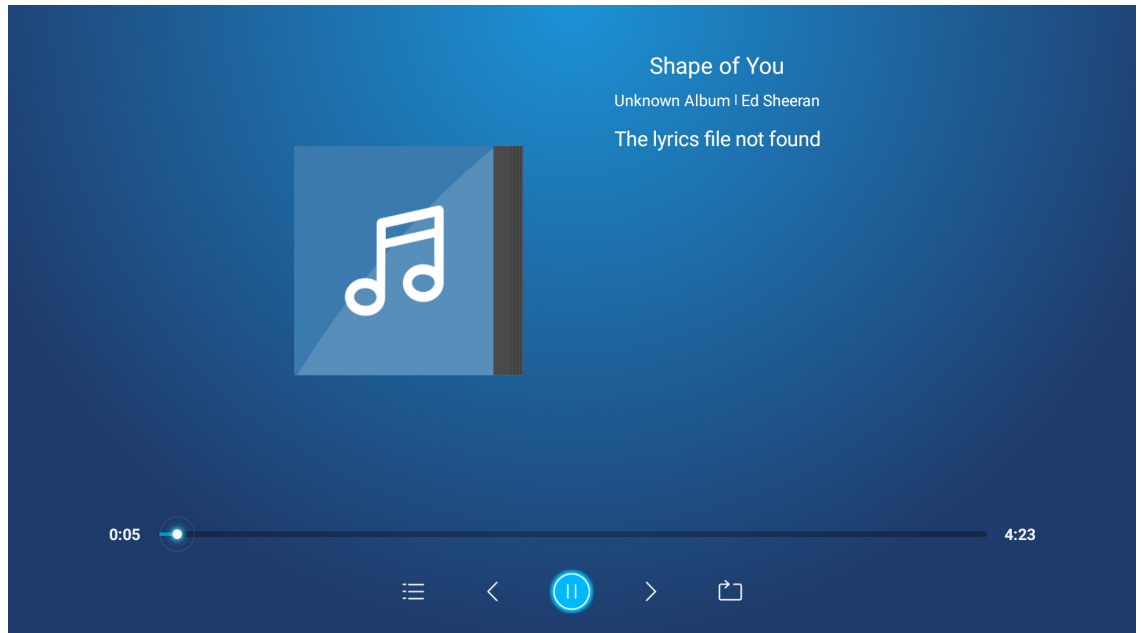 Shape of You
Unknown Album | Ed Sheeran
The lyrics file not found
0:05
4:23